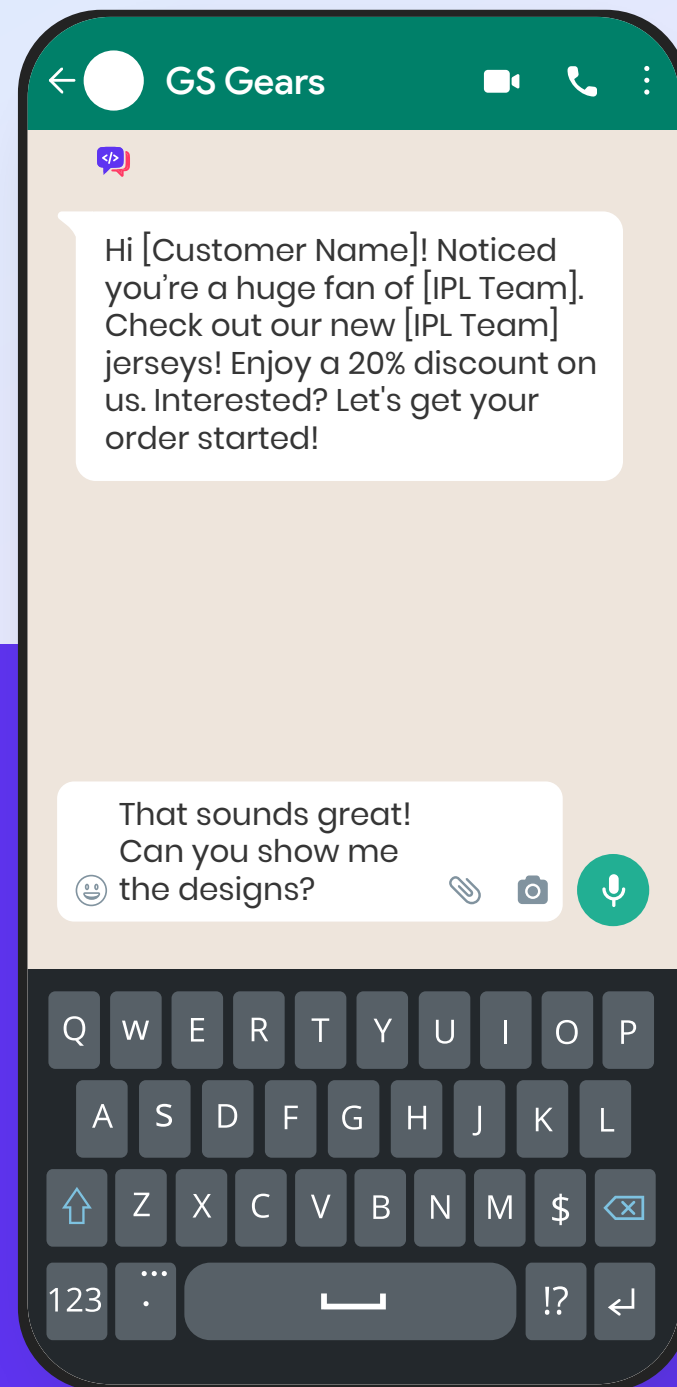 GS Gears
</>
Hi [Customer Name]! Noticed
you’re a huge fan of [IPL Team].
Check out our new [IPL Team]
jerseys! Enjoy a 20% discount on
us. Interested? Let's get your
order started!
That sounds great!
Can you show me
the designs?
Q W E R T Y U I O P
A S D F G H J K L
Z X C V B N M $
123 . !?